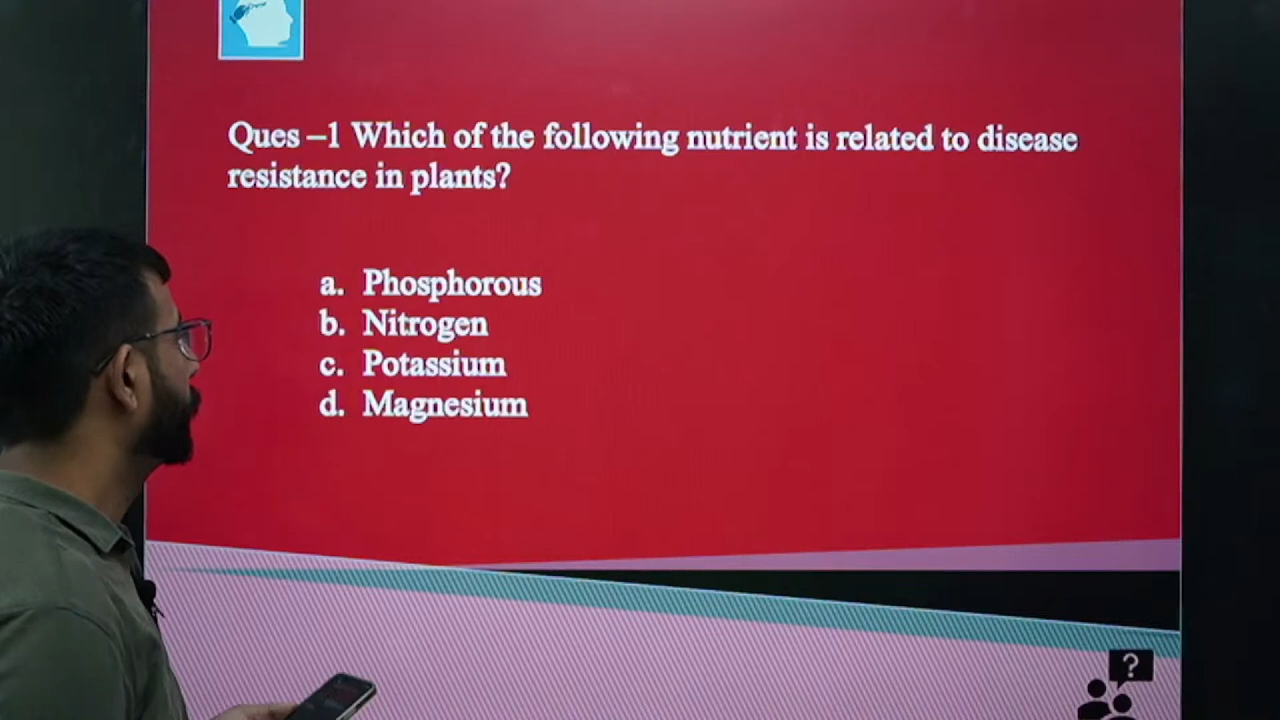 Ques –1 Which of the following nutrient is related to disease
resistance in plants?
a. Phosphorous
b. Nitrogen
c. Potassium
d. Magnesium
?